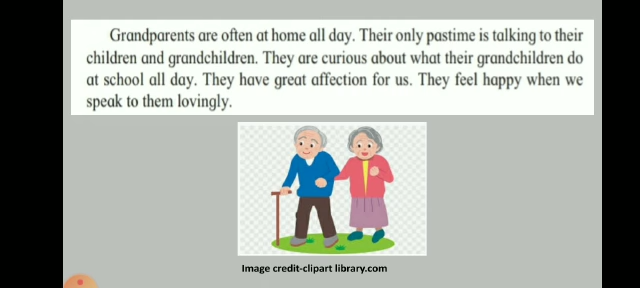 Grandparents are often at home all day. Their only pastime is talking to their
children and grandchildren. They are curious about what their grandchildren do
at school all day. They have great affection for us. They feel happy when we
speak to them lovingly.
Image credit-clipart library.com